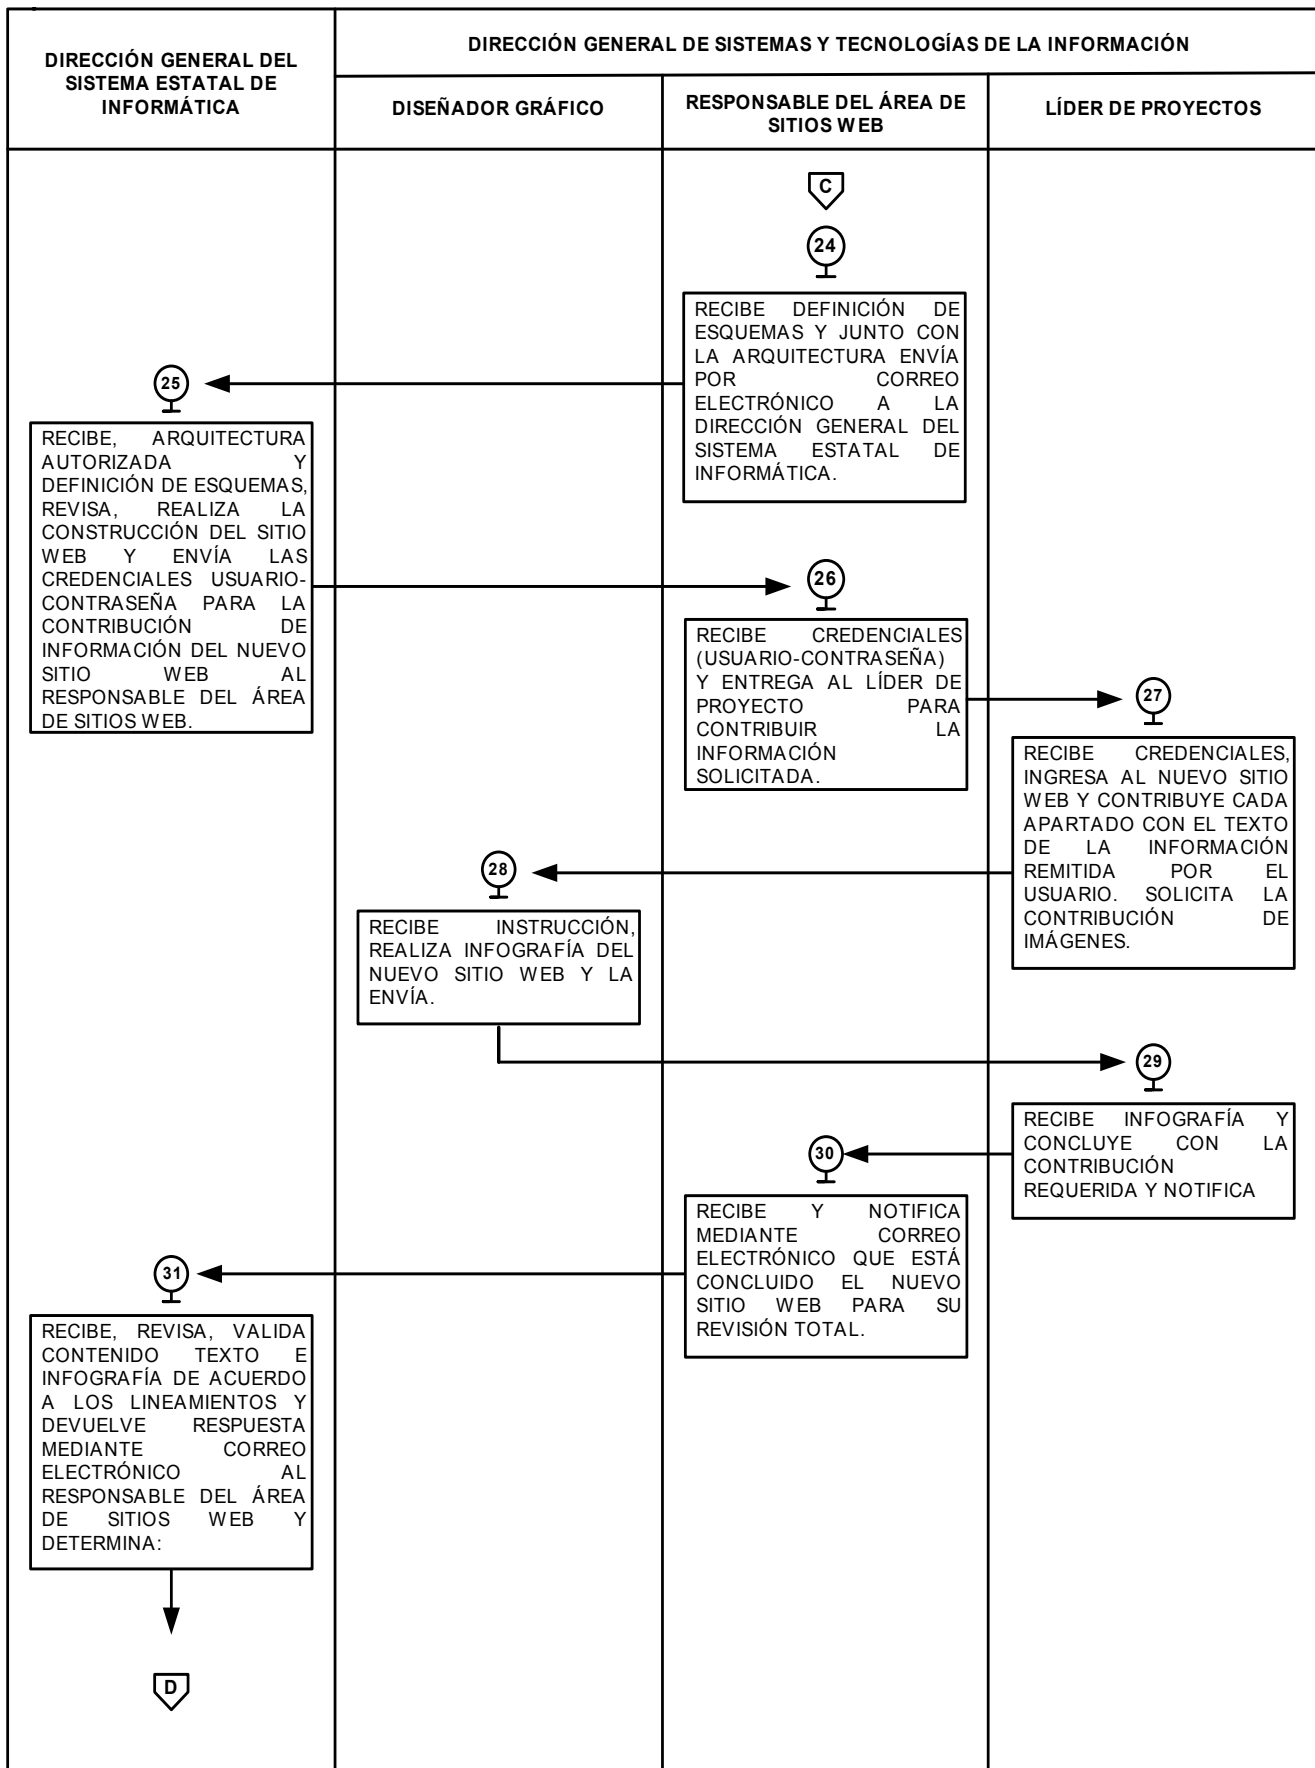 DIRECCIÓN GENERAL DEL
SISTEMA ESTATAL DE
INFORMÁTICA
DIRECCIÓN GENERAL DE SISTEMAS Y TECNOLOGÍAS DE LA INFORMACIÓN
DISEÑADOR GRÁFICO
RESPONSABLE DEL ÁREA DE
SITIOS WEB
LÍDER DE PROYECTOS
C
24
RECIBE DEFINICIÓN DE
ESQUEMAS Y JUNTO CON
LA ARQUITECTURA ENVÍA
POR CORREO
ELECTRÓNICO A LA
DIRECCIÓN GENERAL DEL
SISTEMA ESTATAL DE
INFORMÁTICA.
25
RECIBE, ARQUITECTURA
AUTORIZADA Y
DEFINICIÓN DE ESQUEMAS,
REVISA, REALIZA LA
CONSTRUCCIÓN DEL SITIO
WEB Y ENVÍA LAS
CREDENCIALES USUARIO-
CONTRASEÑA PARA LA
CONTRIBUCIÓN DE
INFORMACIÓN DEL NUEVO
SITIO WEB AL
RESPONSABLE DEL ÁREA
DE SITIOS WEB.
26
RECIBE CREDENCIALES
(USUARIO-CONTRASEÑA)
Y ENTREGA AL LÍDER DE
PROYECTO PARA
CONTRIBUIR LA
INFORMACIÓN
SOLICITADA.
27
RECIBE CREDENCIALES,
INGRESA AL NUEVO SITIO
WEB Y CONTRIBUYE CADA
APARTADO CON EL TEXTO
DE LA INFORMACIÓN
REMITIDA POR EL
USUARIO. SOLICITA LA
CONTRIBUCIÓN DE
IMÁGENES.
28
RECIBE INSTRUCCIÓN,
REALIZA INFOGRAFÍA DEL
NUEVO SITIO WEB Y LA
ENVÍA.
29
RECIBE INFOGRAFÍA Y
CONCLUYE CON LA
CONTRIBUCIÓN
REQUERIDA Y NOTIFICA
30
RECIBE Y NOTIFICA
MEDIANTE CORREO
ELECTRÓNICO QUE ESTÁ
CONCLUIDO EL NUEVO
SITIO WEB PARA SU
REVISIÓN TOTAL.
31
RECIBE, REVISA, VALIDA
CONTENIDO TEXTO E
INFOGRAFÍA DE ACUERDO
A LOS LINEAMIENTOS Y
DEVUELVE RESPUESTA
MEDIANTE CORREO
ELECTRÓNICO AL
RESPONSABLE DEL ÁREA
DE SITIOS WEB Y
DETERMINA:
D